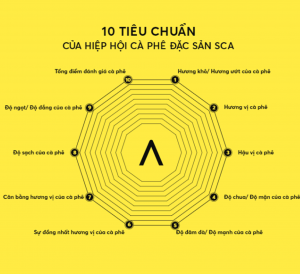 10 TIÊU CHUẨN
CỦA HIỆP HỘI CÀ PHÊ ĐẶC SẢN SCA
Tổng điểm đánh giá cà phê
10
1
Hương khô/ Hương ướt của cà phê
Độ ngọt/ Độ đắng của cà phê
9
2
Hương vị cà phê
Độ sạch của cà phê
8
3
Hậu vị cà phê
Cân bằng hương vị của cà phê
7
4
Độ chua/ Độ mặn của cà phê
Sự đồng nhất hương vị của cà phê
6
5
Độ đậm đà/ Độ mạnh của cà phê